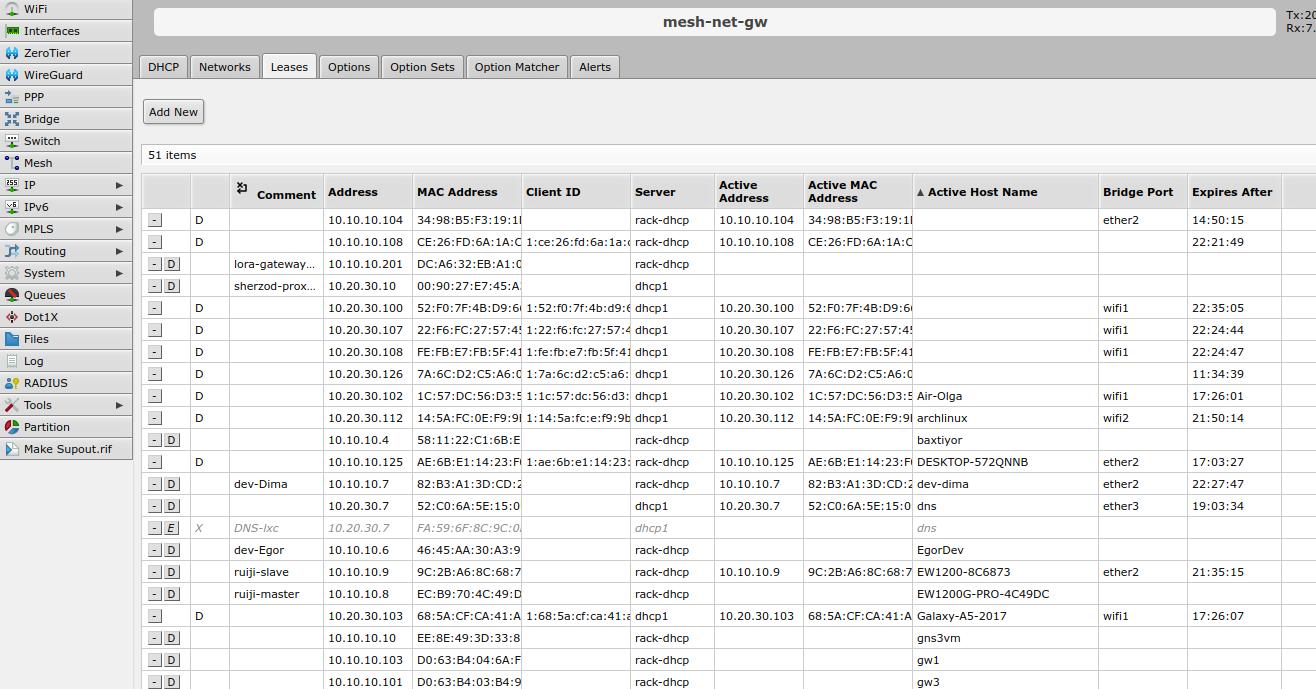 mesh-net-gw
Tx:20
Rx:7.
WiFi
Interfaces
ZeroTier
WireGuard
PPP
Bridge
Switch
Mesh
IP
IPv6
MPLS
Routing
System
Queues
Dot1X
Files
Log
RADIUS
Tools
Partition
Make Supout.rif
DHCP Networks Leases Options Option Sets Option Matcher Alerts
Add New
51 items
Comment Address MAC Address Client ID Server Active Address Active MAC Address ▲ Active Host Name Bridge Port Expires After
- D 10.10.10.104 34:98:B5:F3:19:1 rack-dhcp 10.10.10.104 34:98:B5:F3:19:1 ether2 14:50:15
- D 10.10.10.108 CE:26:FD:6A:1A:C 1:ce:26:fd:6a:1a: rack-dhcp 10.10.10.108 CE:26:FD:6A:1A:C 22:21:49
- D lora-gateway... 10.10.10.201 DC:A6:32:EB:A1:0 rack-dhcp
- D sherzod-prox... 10.20.30.10 00:90:27:E7:45:A dhcp1
- D 10.20.30.100 52:F0:7F:4B:D9:6 1:52:f0:7f:4b:d9:6 dhcp1 10.20.30.100 52:F0:7F:4B:D9:6 wifi1 22:35:05
- D 10.20.30.107 22:F6:FC:27:57:45 1:22:f6:fc:27:57:4 dhcp1 10.20.30.107 22:F6:FC:27:57:45 wifi1 22:24:44
- D 10.20.30.108 FE:FB:E7:FB:5F:41 1:fe:fb:e7:fb:5f:41 dhcp1 10.20.30.108 FE:FB:E7:FB:5F:41 wifi1 22:24:47
- D 10.20.30.126 7A:6C:D2:C5:A6:0 1:7a:6c:d2:c5:a6: dhcp1 10.20.30.126 7A:6C:D2:C5:A6:0 11:34:39
- D 10.20.30.102 1C:57:DC:56:D3:5 1:1c:57:dc:56:d3: dhcp1 10.20.30.102 1C:57:DC:56:D3:5 Air-Olga wifi1 17:26:01
- D 10.20.30.112 14:5A:FC:0E:F9:9 1:14:5a:fc:e:f9:9b dhcp1 10.20.30.112 14:5A:FC:0E:F9:9 archlinux wifi2 21:50:14
- D 10.10.10.4 58:11:22:C1:6B:E rack-dhcp baxtiyor
- D 10.10.10.125 AE:6B:E1:14:23:F 1:ae:6b:e1:14:23: rack-dhcp 10.10.10.125 AE:6B:E1:14:23:F DESKTOP-572QNNB ether2 17:03:27
- D dev-Dima 10.10.10.7 82:B3:A1:3D:CD:2 rack-dhcp 10.10.10.7 82:B3:A1:3D:CD:2 dev-dima ether2 22:27:47
- D 10.20.30.7 52:C0:6A:5E:15:0 dhcp1 10.20.30.7 52:C0:6A:5E:15:0 dns ether3 19:03:34
- E X DNS-lxc 10.20.30.7 FA:59:6F:8C:9C:0 dhcp1 dns
- D dev-Egor 10.10.10.6 46:45:AA:30:A3:9 rack-dhcp EgorDev
- D ruiji-slave 10.10.10.9 9C:2B:A6:8C:68:7 rack-dhcp 10.10.10.9 9C:2B:A6:8C:68:7 EW1200-8C6873 ether2 21:35:15
- D ruiji-master 10.10.10.8 EC:B9:70:4C:49:D rack-dhcp EW1200G-PRO-4C49DC
- D 10.20.30.103 68:5A:CF:CA:41:A 1:68:5a:cf:ca:41:a dhcp1 10.20.30.103 68:5A:CF:CA:41:A Galaxy-A5-2017 wifi1 17:26:07
- D 10.10.10.10 EE:8E:49:3D:33:8 rack-dhcp gns3vm
- D 10.10.10.103 D0:63:B4:04:6A:F rack-dhcp gw1
- D 10.10.10.101 D0:63:B4:03:B4:9 rack-dhcp gw3